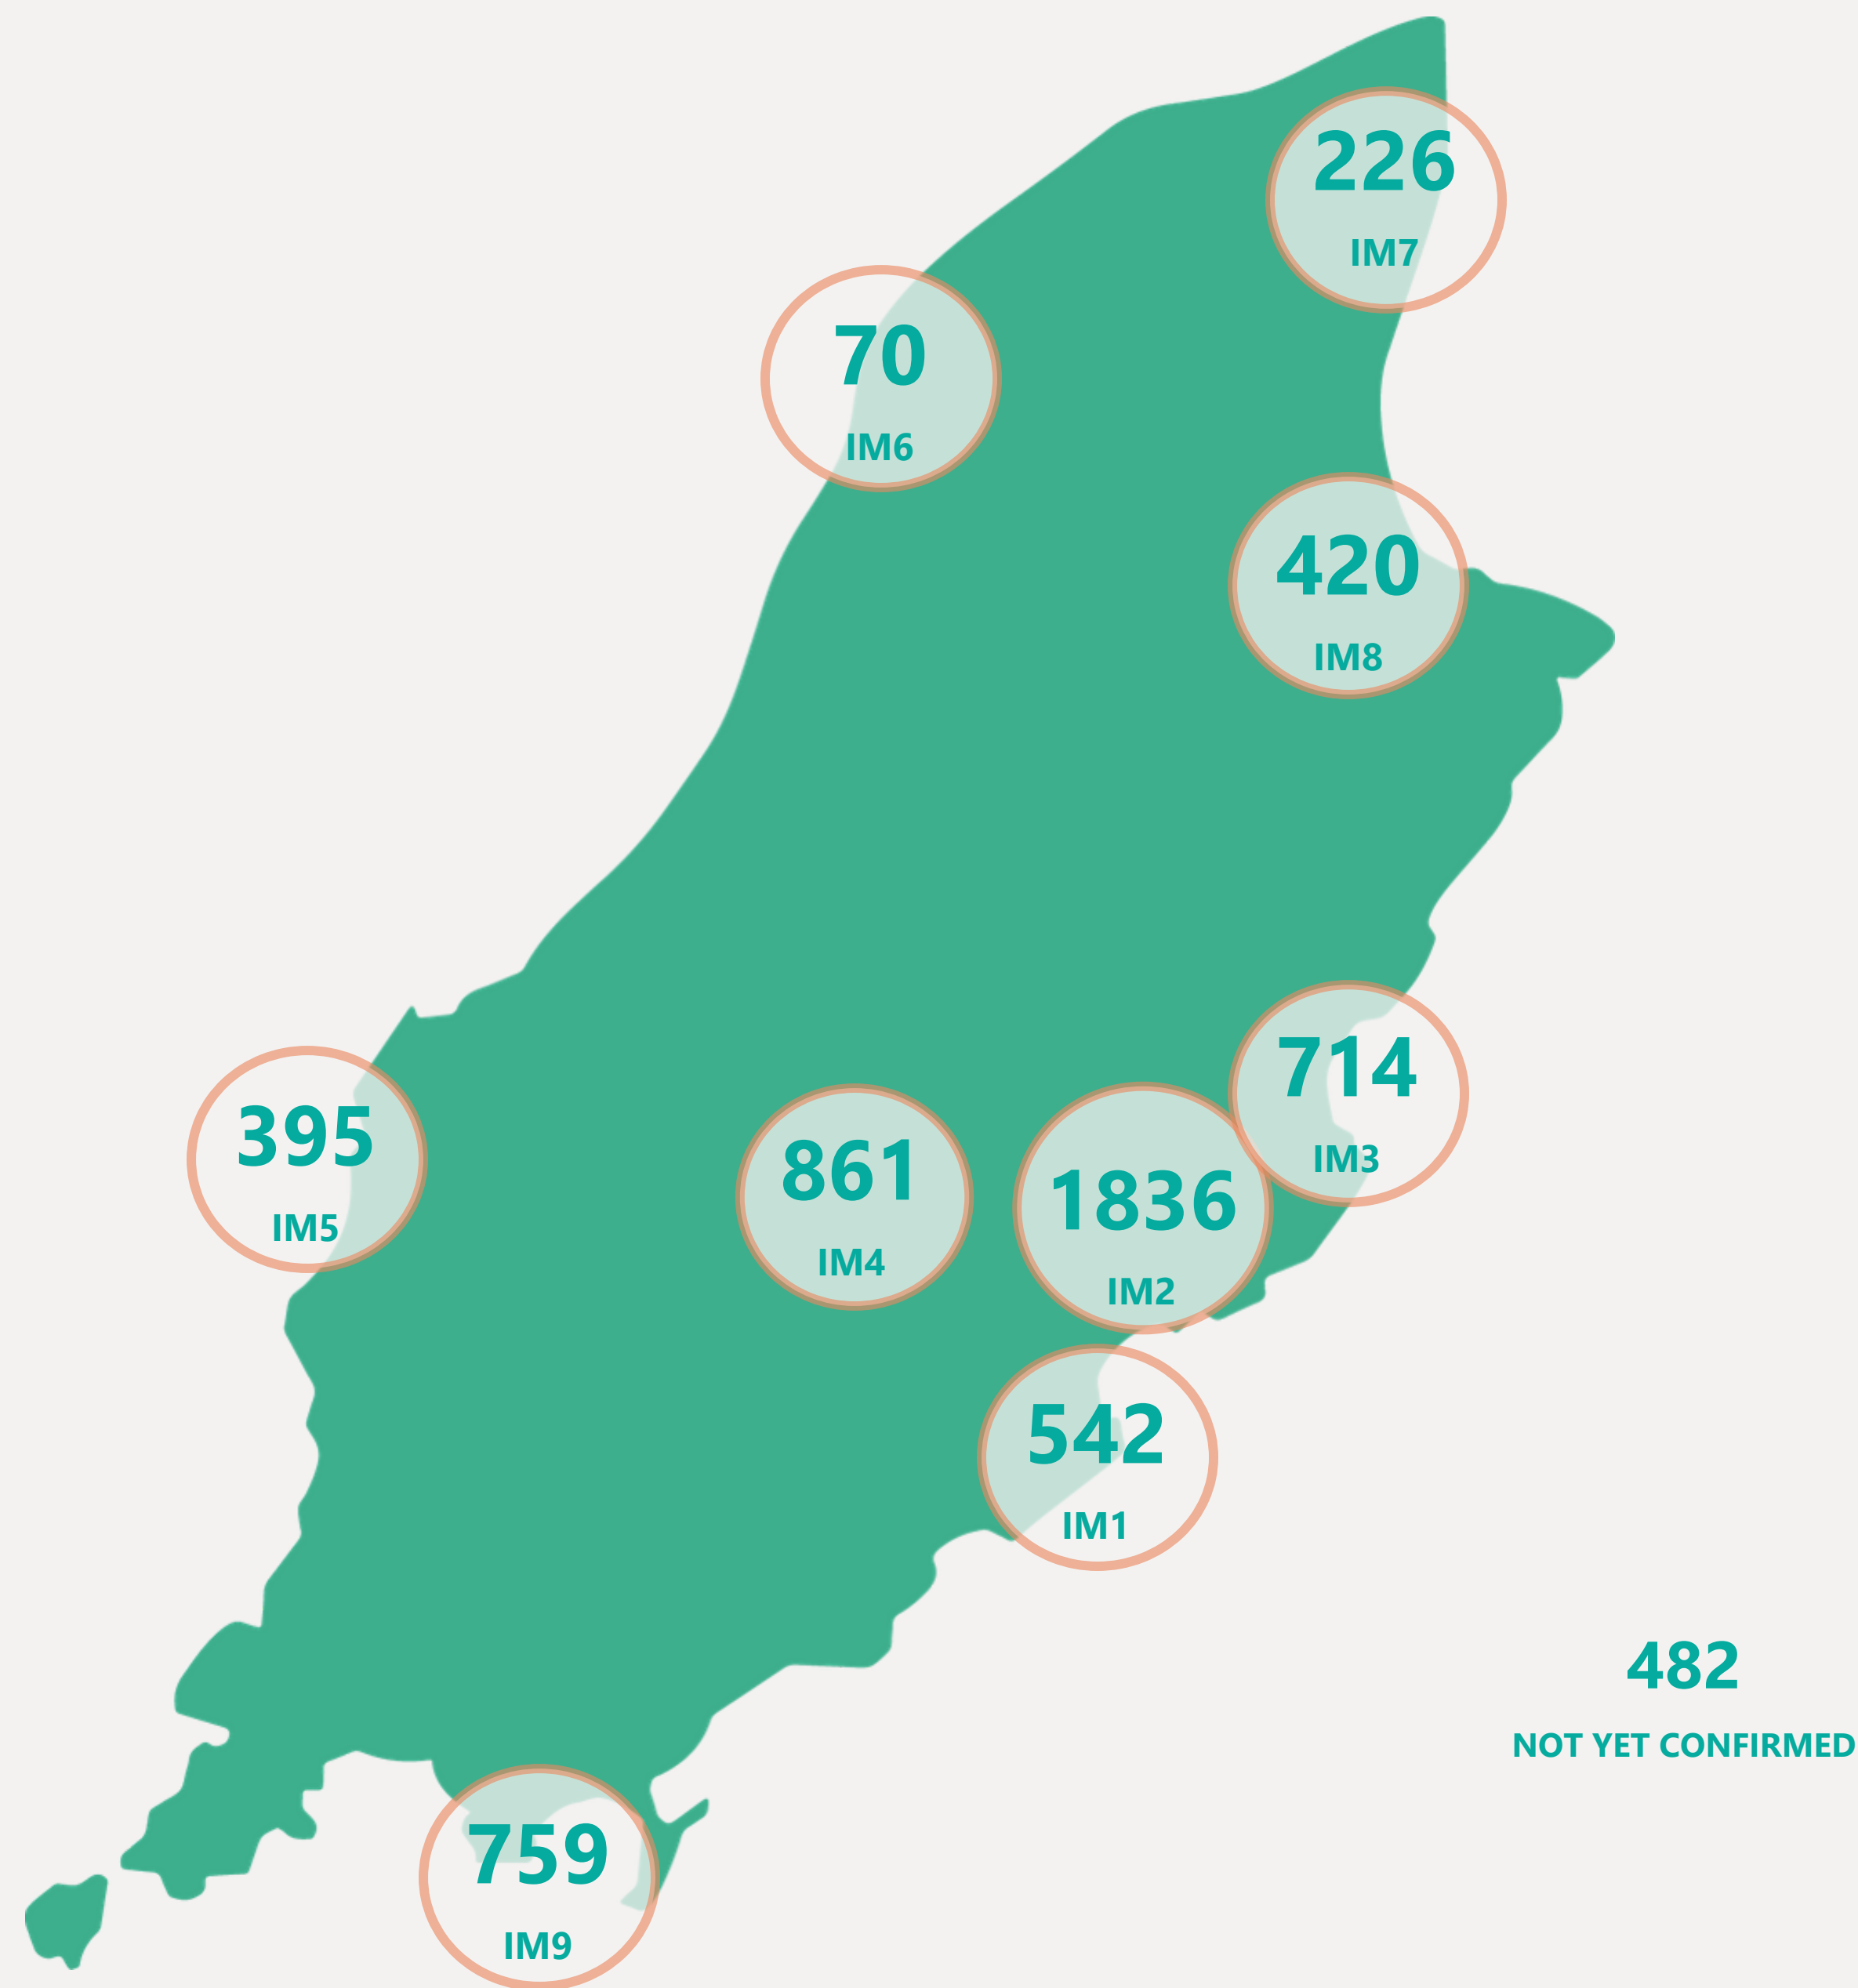 226
IM7
70
IM6
420
IM8
714
IM3
395
IM5
861
IM4
1836
IM2
542
IM1
482
NOT YET CONFIRMED
759
IM9